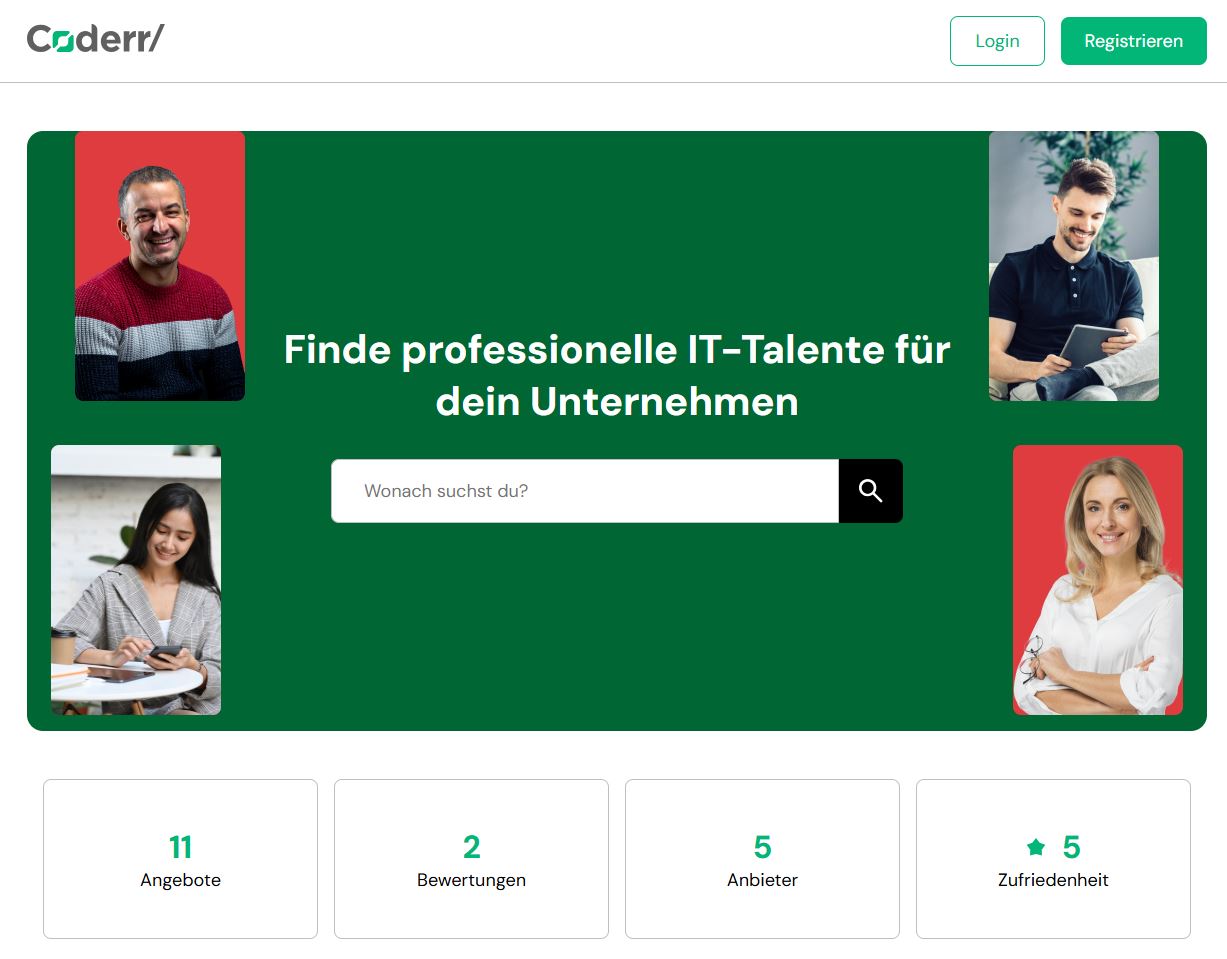 Coderr/
Login
Registrieren
Finde professionelle IT-Talente für
dein Unternehmen
Wonach suchst du?
11
Angebote
2
Bewertungen
5
Anbieter
5
Zufriedenheit